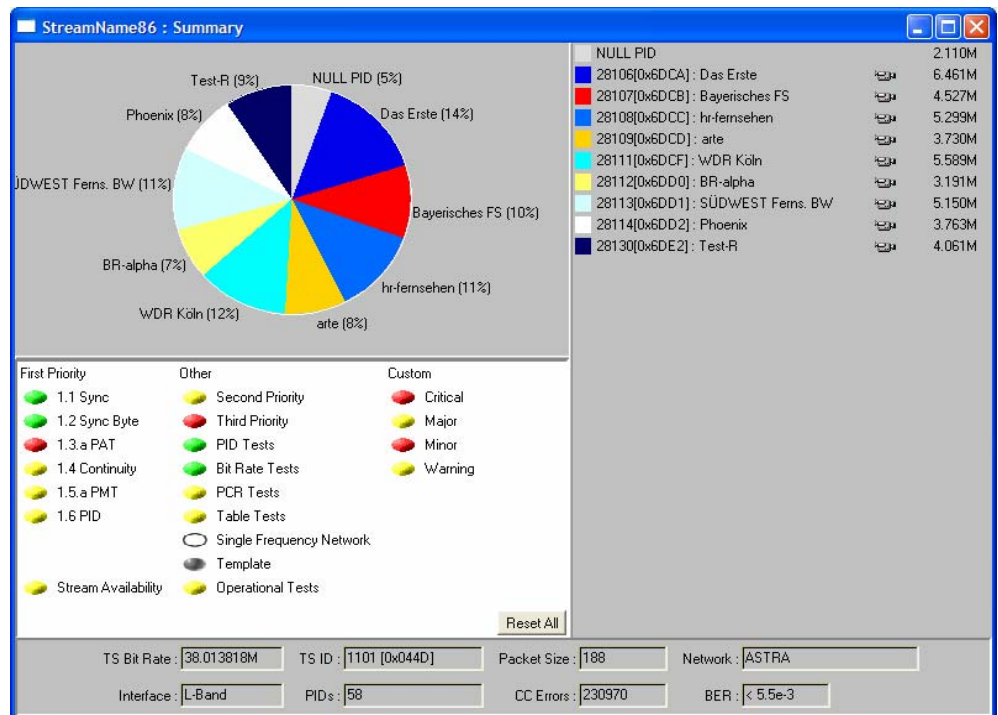 StreamName86 : Summary
Test-R (9%)
NULL PID (5%)
Phoenix (8%)
Das Erste (14%)
ÜDWEST Ferns. BW (11%)
Bayerisches FS (10%)
BR-alpha (7%)
hr-fernsehen (11%)
WDR Köln (12%)
arte (8%)
NULL PID 2.110M
28106[0x6DCA] : Das Erste 6.461M
28107[0x6DCB] : Bayerisches FS 4.527M
28108[0x6DCC] : hr-fernsehen 5.299M
28109[0x6DCD] : arte 3.730M
28111[0x6DCF] : WDR Köln 5.589M
28112[0x6DD0] : BR-alpha 3.191M
28113[0x6DD1] : SÜDWEST Ferns. BW 5.150M
28114[0x6DD2] : Phoenix 3.763M
28130[0x6DE2] : Test-R 4.061M
First Priority Other Custom
1.1 Sync Second Priority Critical
1.2 Sync Byte Third Priority Major
1.3.a PAT PID Tests Minor
1.4 Continuity Bit Rate Tests Warning
1.5.a PMT PCR Tests
1.6 PID Table Tests
Single Frequency Network
Template
Stream Availability Operational Tests
Reset All
TS Bit Rate : 38.013818M TS ID : 1101 [0x044D] Packet Size : 188 Network : ASTRA
Interface : L-Band PIDs : 58 CC Errors : 230970 BER : < 5.5e-3